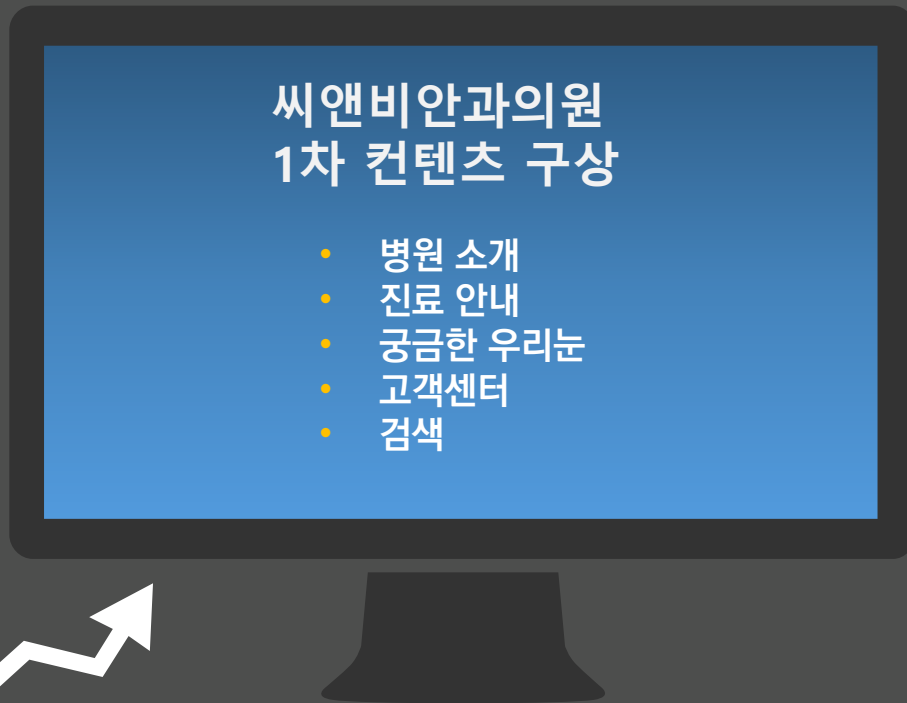 씨앤비안과의원
1차 컨텐츠 구상
• 병원 소개
• 진료 안내
• 궁금한 우리눈
• 고객센터
• 검색